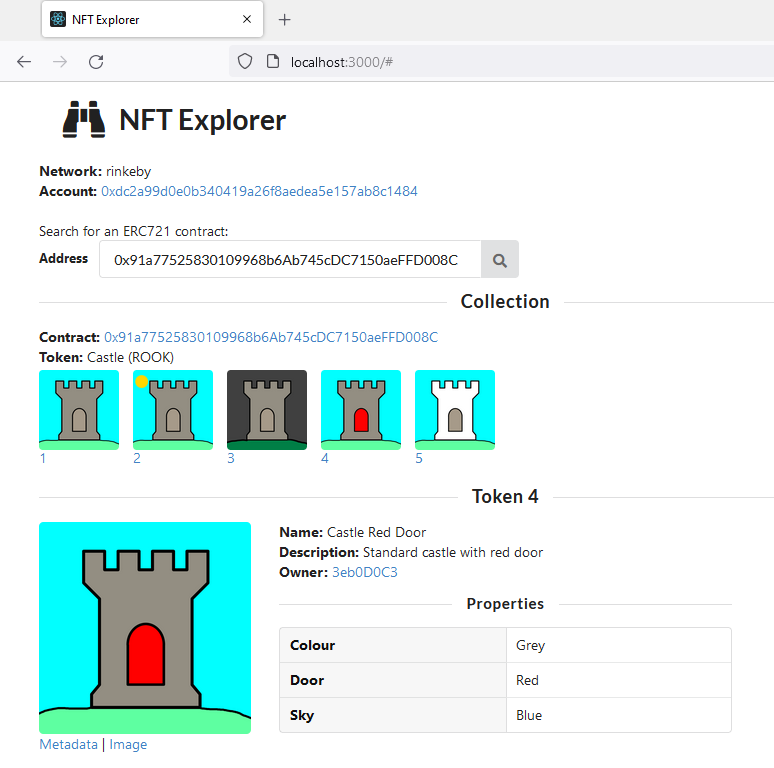 NFT Explorer
localhost:3000/#
NFT Explorer
Network: rinkeby
Account: 0xdc2a99d0e0b340419a26f8aedea5e157ab8c1484
Search for an ERC721 contract:
Address 0x91a77525830109968b6Ab745cDC7150aeFFD008C
Collection
Contract: 0x91a77525830109968b6Ab745cDC7150aeFFD008C
Token: Castle (ROOK)
1 2 3 4 5
Token 4
Name: Castle Red Door
Description: Standard castle with red door
Owner: 3eb0D0C3
Properties
Colour Grey
Door Red
Sky Blue
Metadata | Image